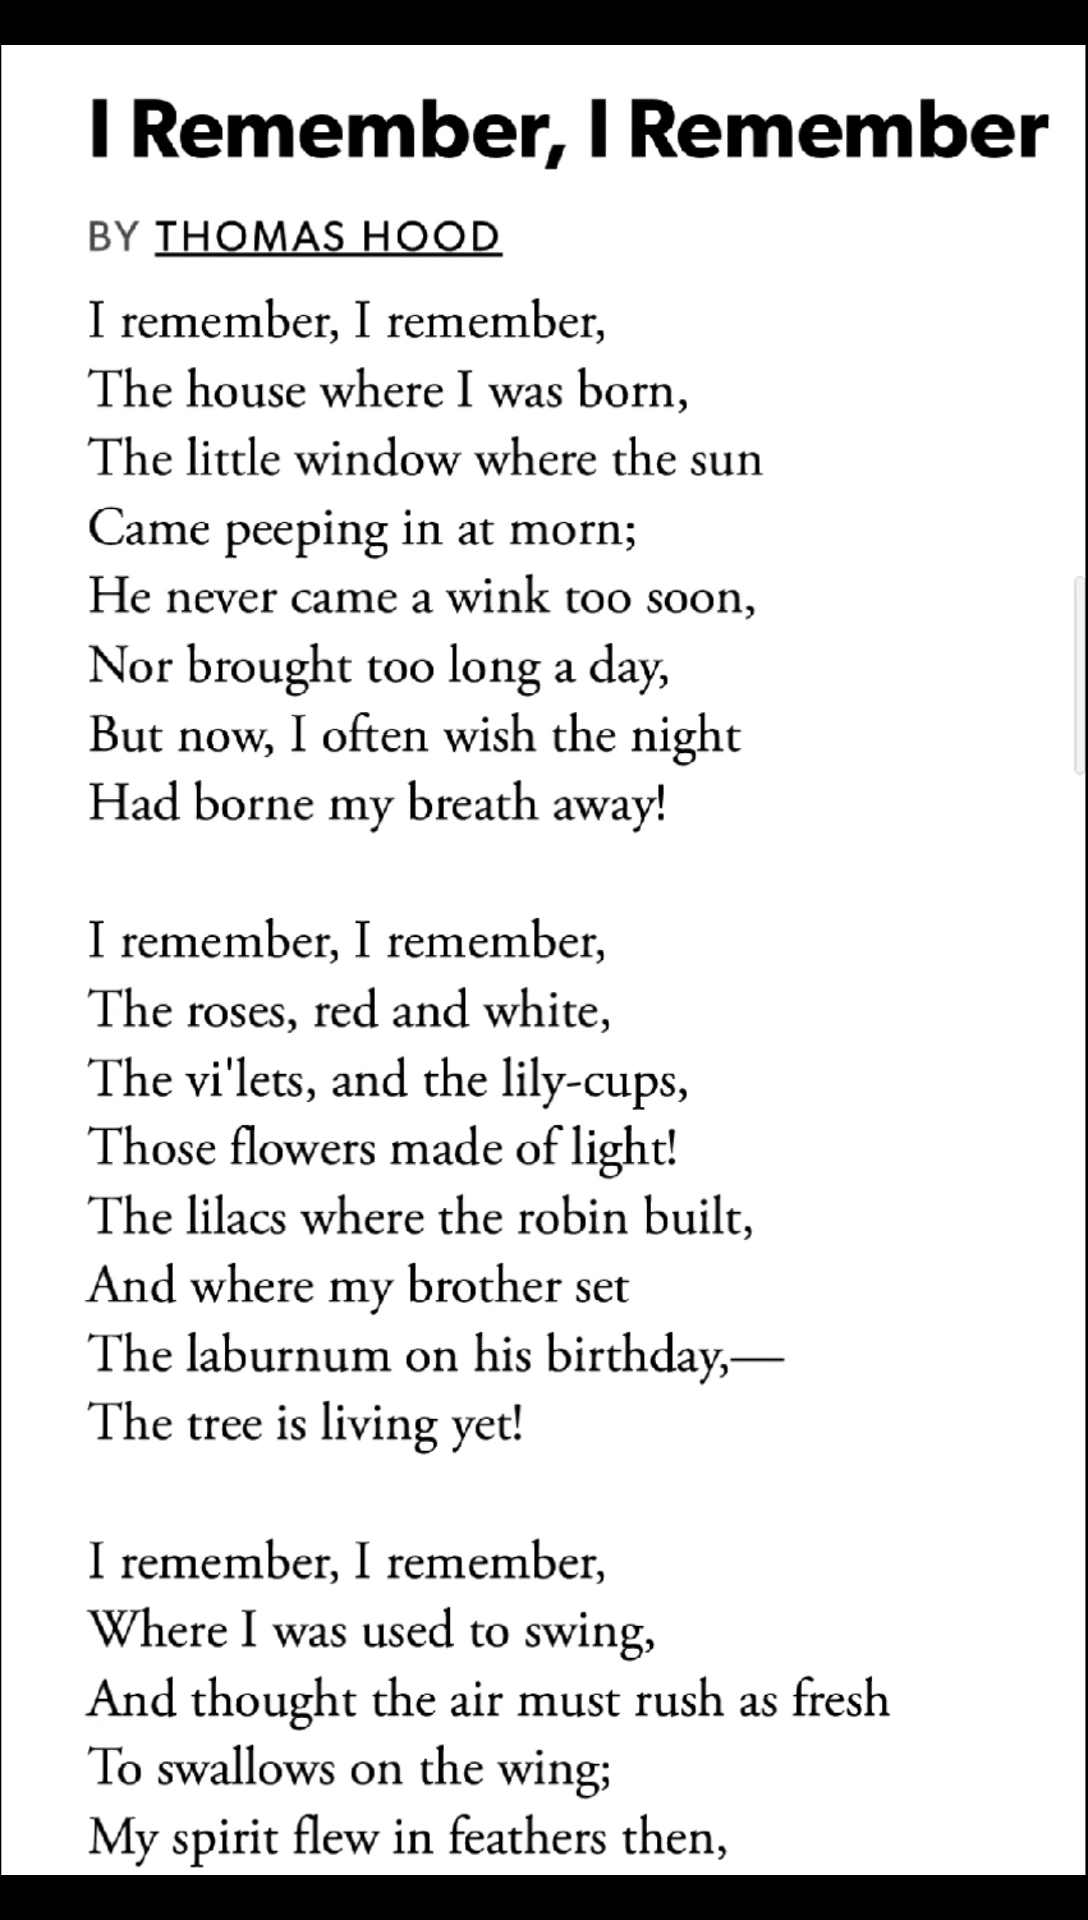 I Remember, I Remember
BY THOMAS HOOD
I remember, I remember,
The house where I was born,
The little window where the sun
Came peeping in at morn;
He never came a wink too soon,
Nor brought too long a day,
But now, I often wish the night
Had borne my breath away!

I remember, I remember,
The roses, red and white,
The vi'lets, and the lily-cups,
Those flowers made of light!
The lilacs where the robin built,
And where my brother set
The laburnum on his birthday,—
The tree is living yet!

I remember, I remember,
Where I was used to swing,
And thought the air must rush as fresh
To swallows on the wing;
My spirit flew in feathers then,